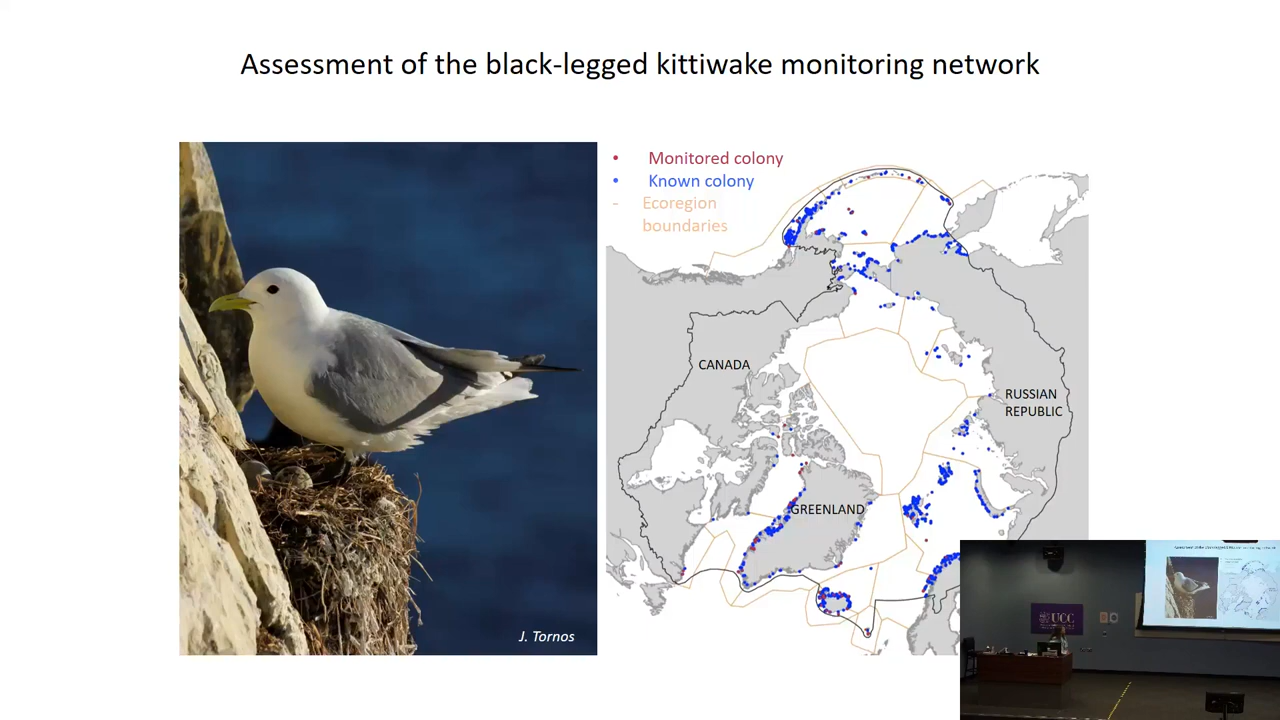 Assessment of the black-legged kittiwake monitoring network
• Monitored colony
• Known colony
- Ecoregion
boundaries
CANADA
RUSSIAN
REPUBLIC
GREENLAND
J. Tornos
UCC